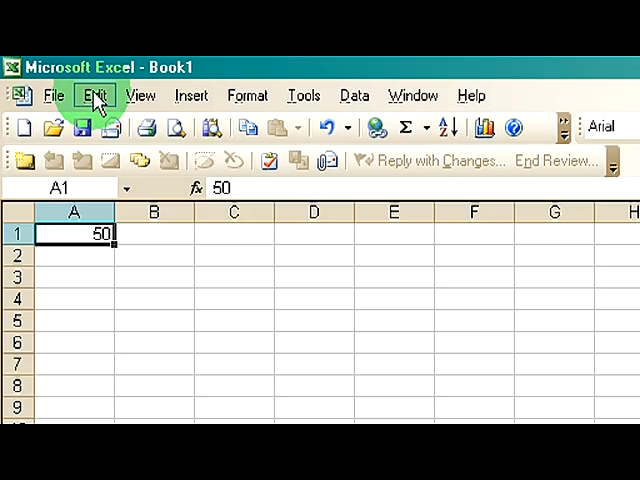 Microsoft Excel - Book1
File Edit View Insert Format Tools Data Window Help
Arial
Reply with Changes... End Review...
A1 fx 50
A B C D E F G H
1 50
2
3
4
5
6
7
8
9